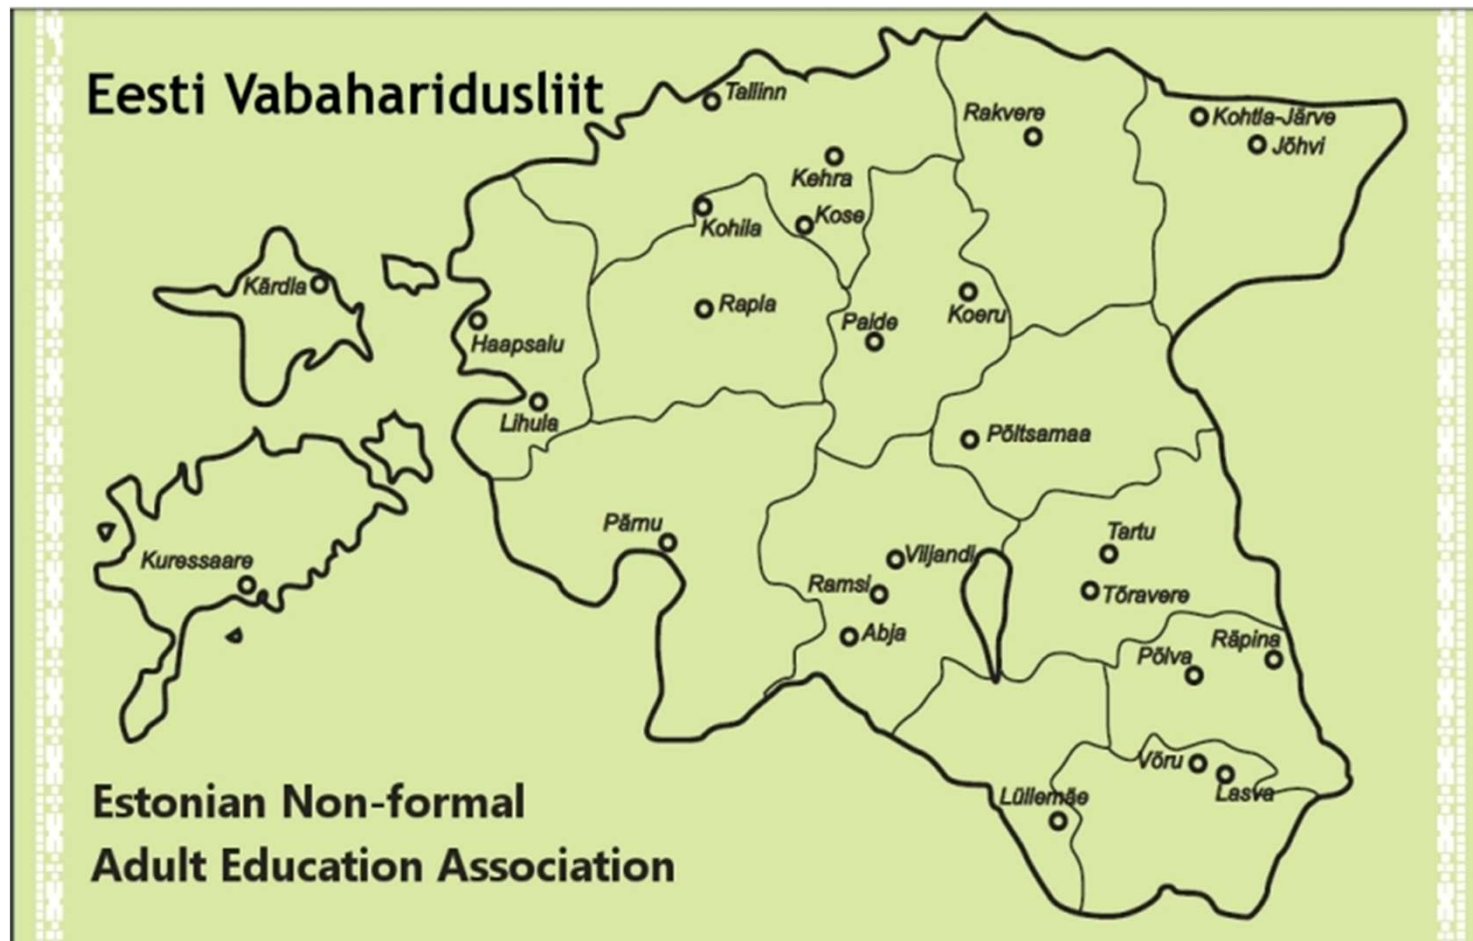 Eesti Vabaharidusliit
Tallinn
Rakvere
Kohtla-Järve
Jõhvi
Kehra
Kose
Kohila
Kärdla
Rapla
Koeru
Paide
Haapsalu
Lihula
Põltsamaa
Pärnu
Tartu
Viljandi
Kuressaare
Ramsi
Tõravere
Abja
Räpina
Põlva
Võru
Lasva
Lüllemäe
Estonian Non-formal
Adult Education Association